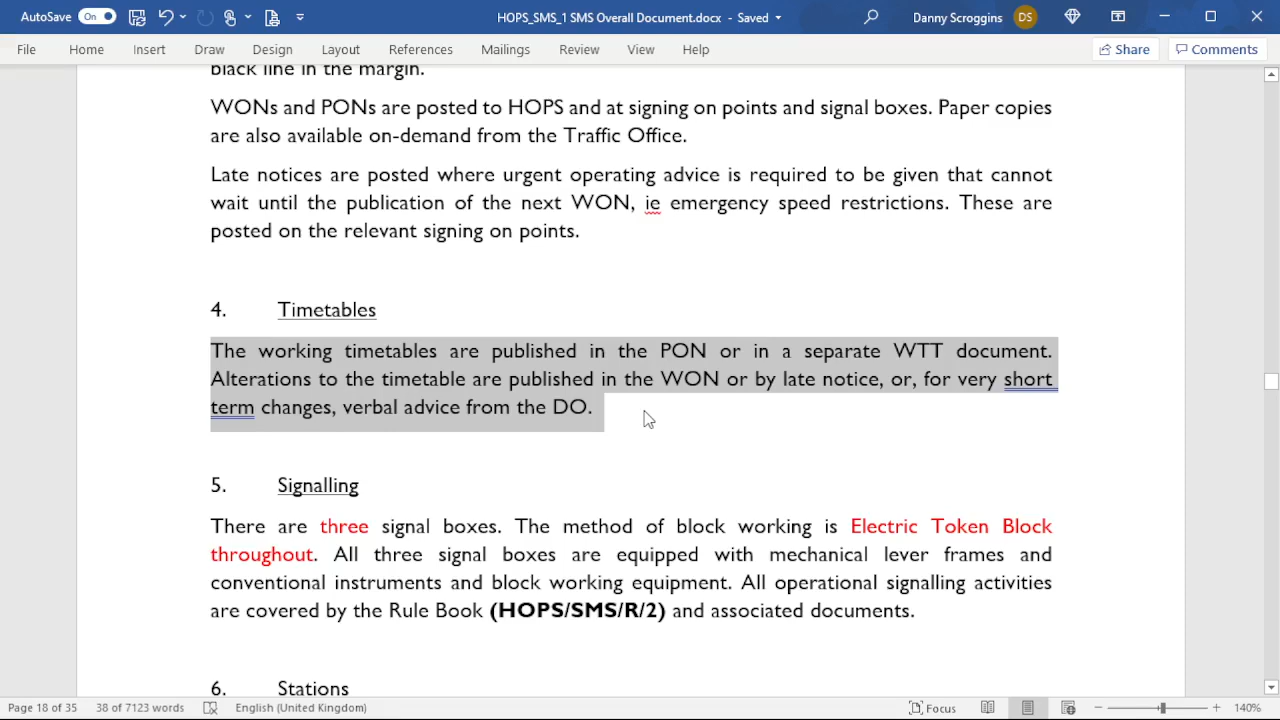 AutoSave On HOPS_SMS_1 SMS Overall Document.docx - Saved Danny Scroggins DS
File Home Insert Draw Design Layout References Mailings Review View Help Share Comments
black line in the margin.
WONs and PONs are posted to HOPS and at signing on points and signal boxes. Paper copies
are also available on-demand from the Traffic Office.
Late notices are posted where urgent operating advice is required to be given that cannot
wait until the publication of the next WON, ie emergency speed restrictions. These are
posted on the relevant signing on points.
4. Timetables
The working timetables are published in the PON or in a separate WTT document.
Alterations to the timetable are published in the WON or by late notice, or, for very short
term changes, verbal advice from the DO.
5. Signalling
There are three signal boxes. The method of block working is Electric Token Block
throughout. All three signal boxes are equipped with mechanical lever frames and
conventional instruments and block working equipment. All operational signalling activities
are covered by the Rule Book (HOPS/SMS/R/2) and associated documents.
6. Stations
Page 18 of 35 38 of 7123 words English (United Kingdom) Focus 140%